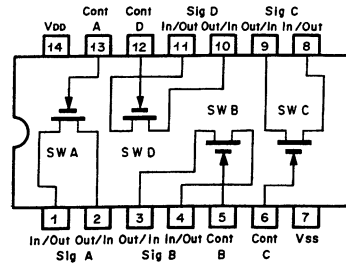 Cont Cont Sig D Sig C
VDD A D In/Out Out/In Out/In In/Out
14 13 12 11 10 9 8
SW B
SW A SW D SW C
1 2 3 4 5 6 7
In/Out Out/In Out/In In/Out Cont Cont Vss
Sig A Sig B B C